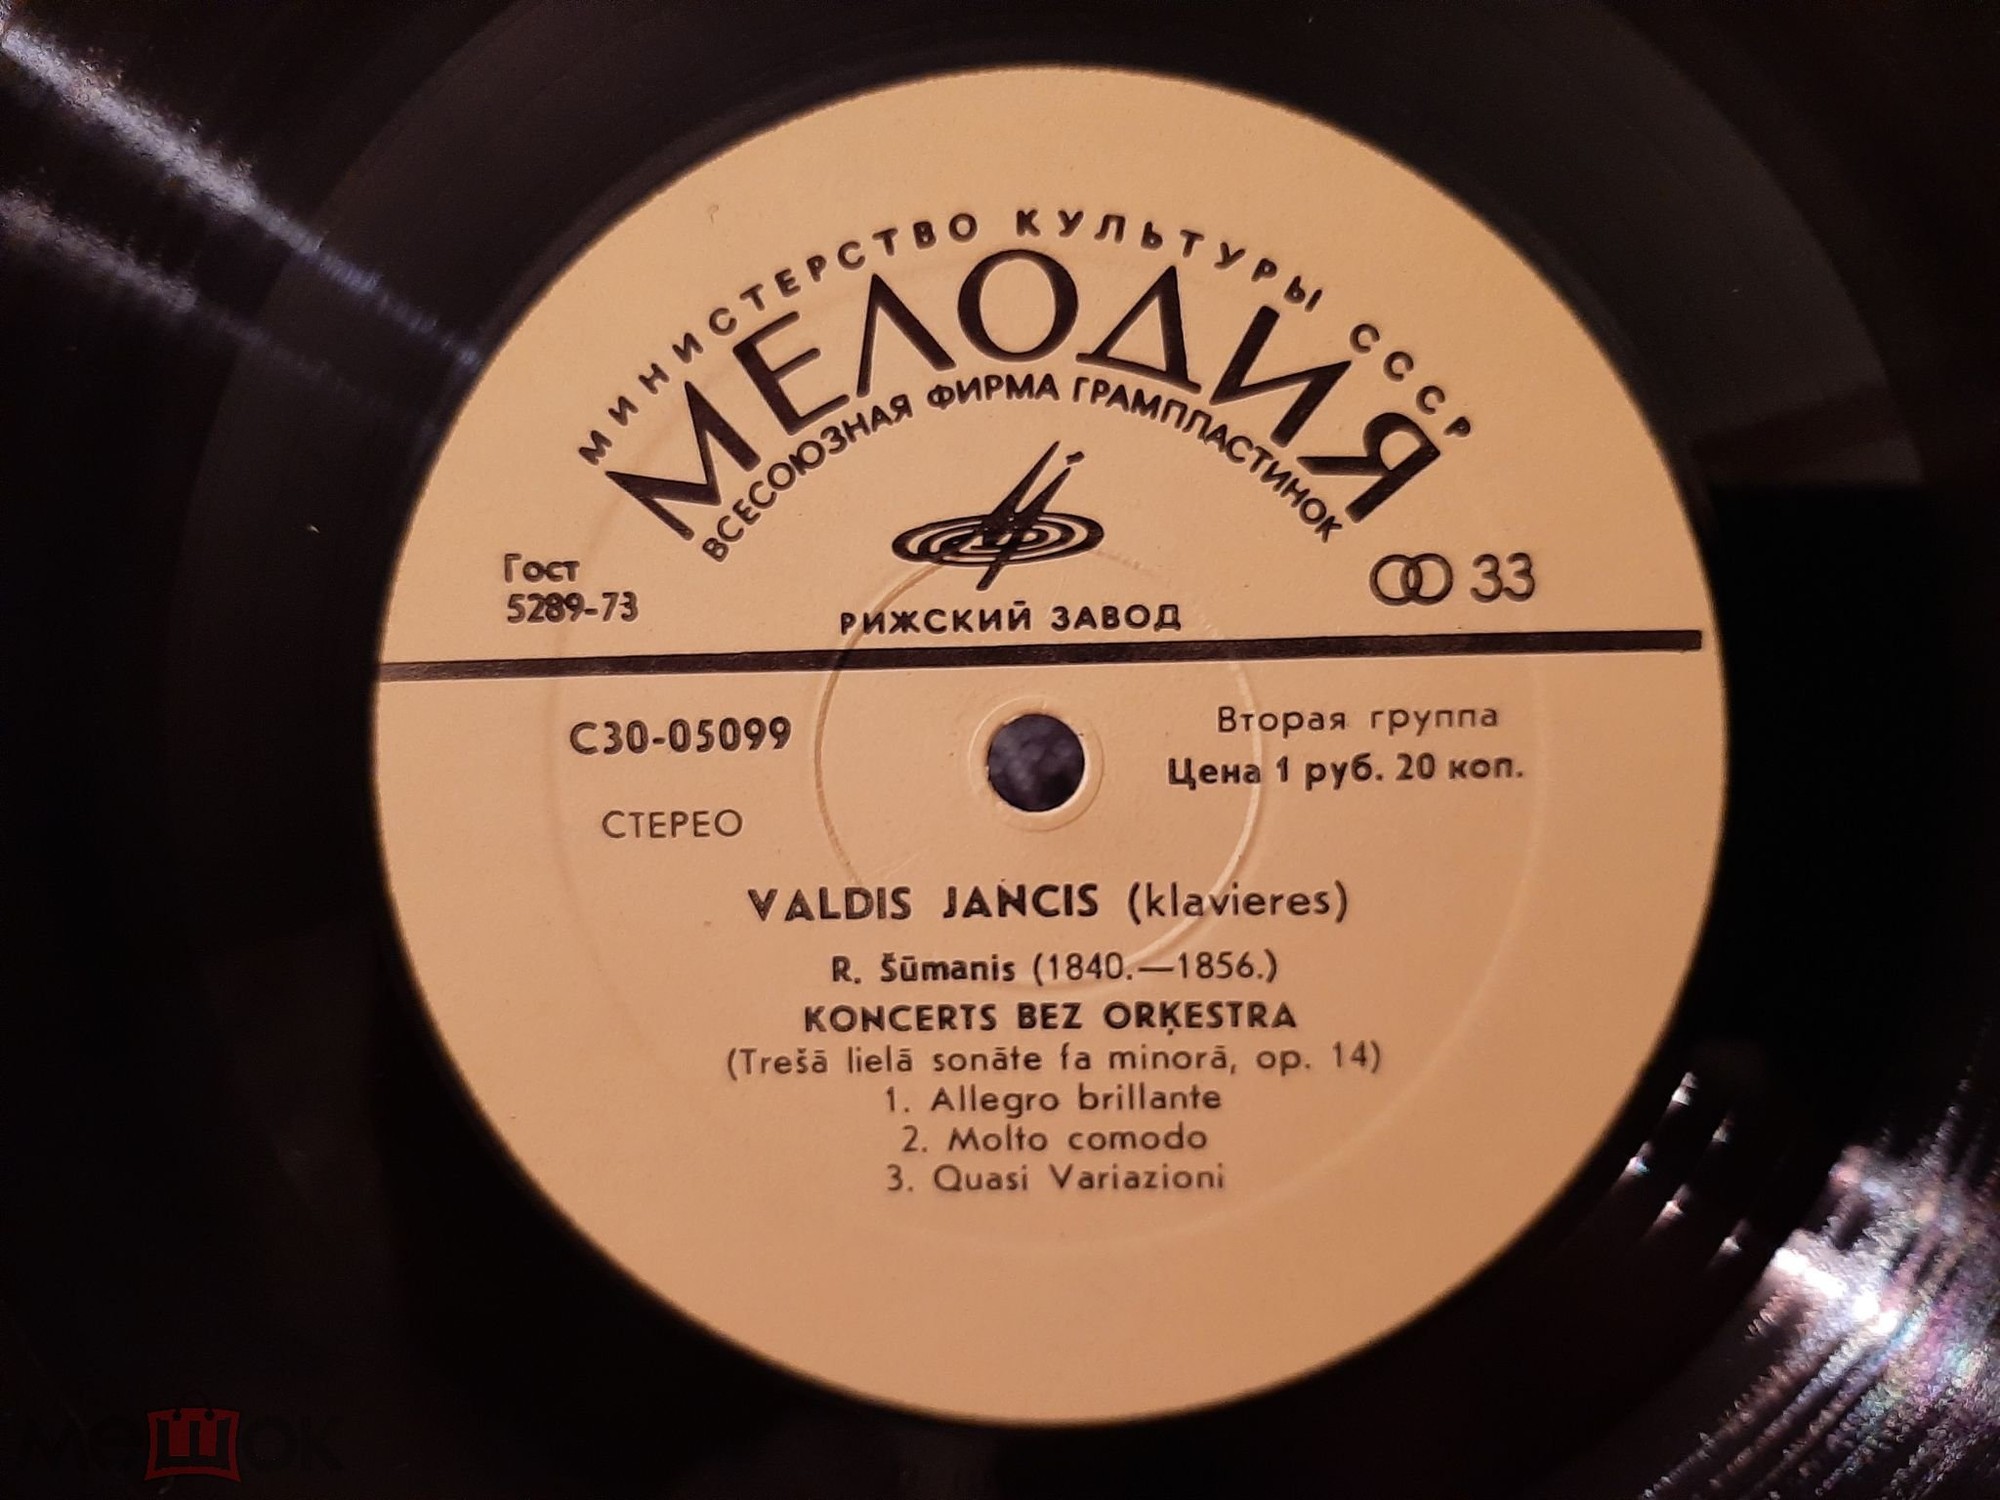 МИНИСТЕРСТВО КУЛЬТУРЫ СССР
МЕЛОДИЯ
ВСЕСОЮЗНАЯ ФИРМА ГРАМПЛАСТИНОК
Гост
5289-73
33
РИЖСКИЙ ЗАВОД
С30-05099
Вторая группа
Цена 1 руб. 20 коп.
СТЕРЕО
VALDIS JANCIS (klavieres)
R. Šūmanis (1840.—1856.)
KONCERTS BEZ ORĶESTRA
(Trešā lielā sonāte fa minorā, op. 14)
1. Allegro brillante
2. Molto comodo
3. Quasi Variazioni
мешок